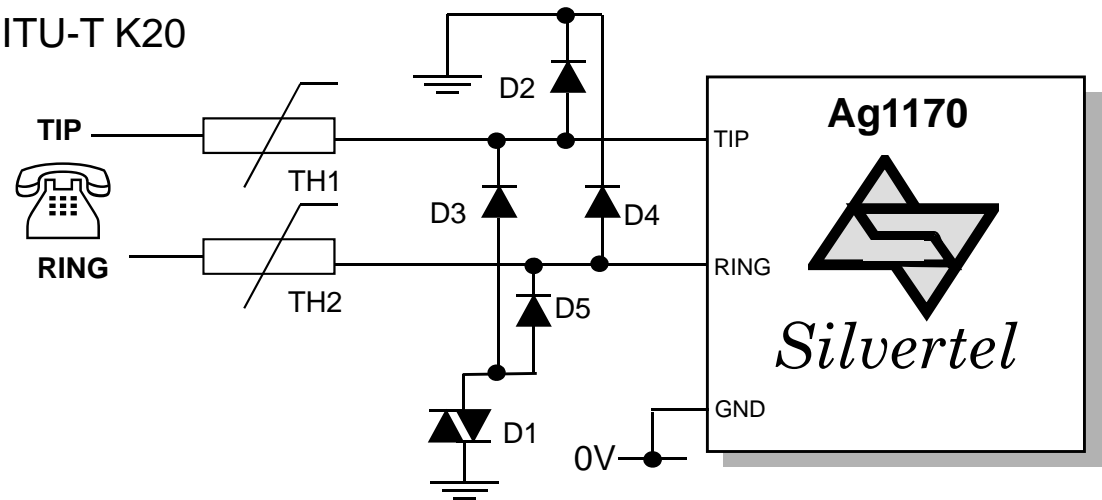 ITU-T K20
D2
Ag1170
TIP
TIP
TH1
D3
D4
RING
RING
TH2
D5
Silvertel
GND
D1
0V